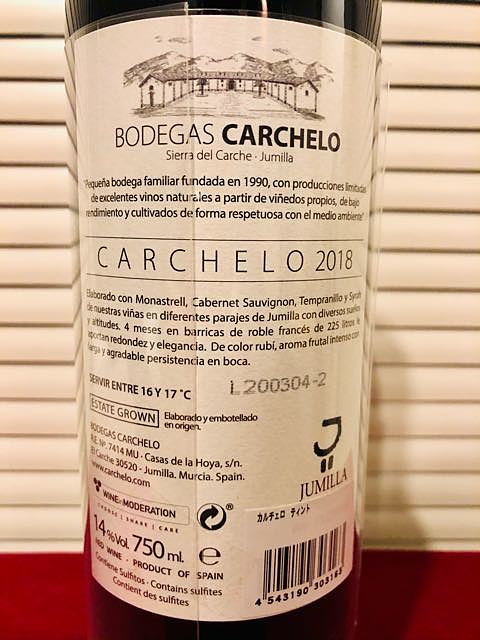 BODEGAS CARCHELO
Sierra del Carche · Jumilla
"Pequeña bodega familiar fundada en 1990, con producciones limitadas
de excelentes vinos naturales a partir de viñedos propios, de bajo
rendimiento y cultivados de forma respetuosa con el medio ambiente"
CARCHELO 2018
Elaborado con Monastrell, Cabernet Sauvignon, Tempranillo y Syrah
de nuestras viñas en diferentes parajes de Jumilla con diversos suelos
y altitudes. 4 meses en barricas de roble francés de 225 litros le
aportan redondez y elegancia. De color rubí, aroma frutal intenso con
larga y agradable persistencia en boca.
SERVIR ENTRE 16 Y 17 °C
L200304-2
ESTATE GROWN
Elaborado y embotellado
en origen.
BODEGAS CARCHELO
R.E. Nº. 7414 MU · Casas de la Hoya, s/n.
El Carche 30520 · Jumilla. Murcia. Spain.
www.carchelo.com
JUMILLA
WINE in MODERATION
CHOOSE | SHARE | CARE
カルチェロ ティント
14%Vol. 750 ml. e
RED WINE · PRODUCT OF SPAIN
Contiene Sulfitos · Contains sulfites
Contient des sulfites